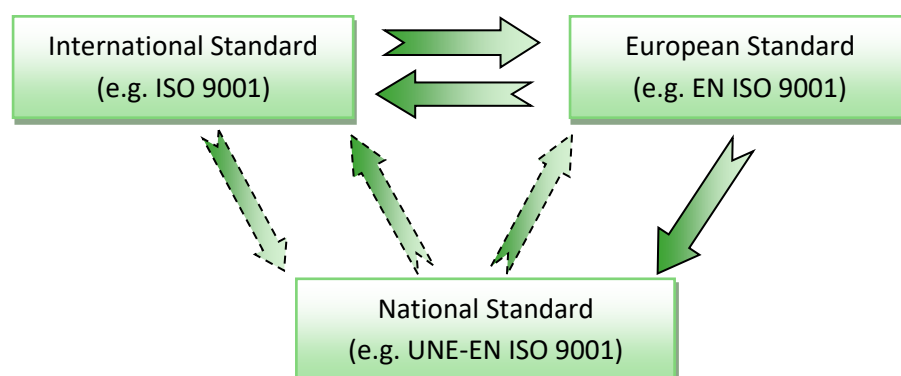 International Standard
(e.g. ISO 9001)
European Standard
(e.g. EN ISO 9001)
National Standard
(e.g. UNE-EN ISO 9001)